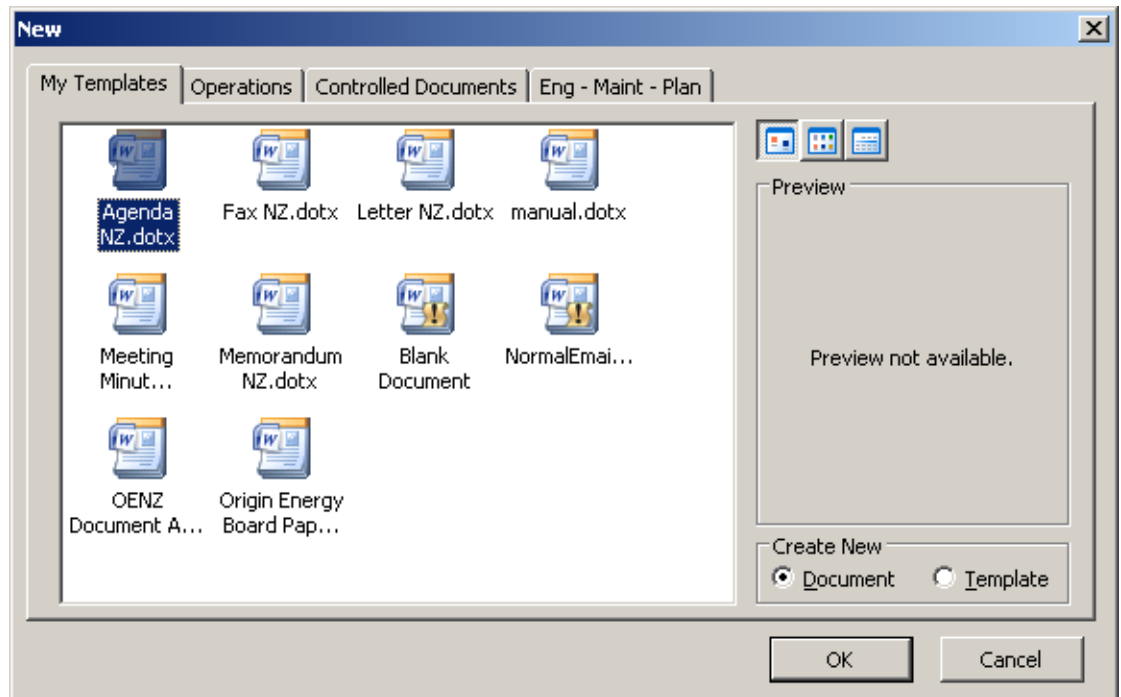 New
My Templates Operations Controlled Documents Eng - Maint - Plan
Agenda
NZ.dotx
Fax NZ.dotx
Letter NZ.dotx
manual.dotx
Meeting
Minut...
Memorandum
NZ.dotx
Blank
Document
NormalEmai...
OENZ
Document A...
Origin Energy
Board Pap...
Preview
Preview not available.
Create New
Document Template
OK Cancel